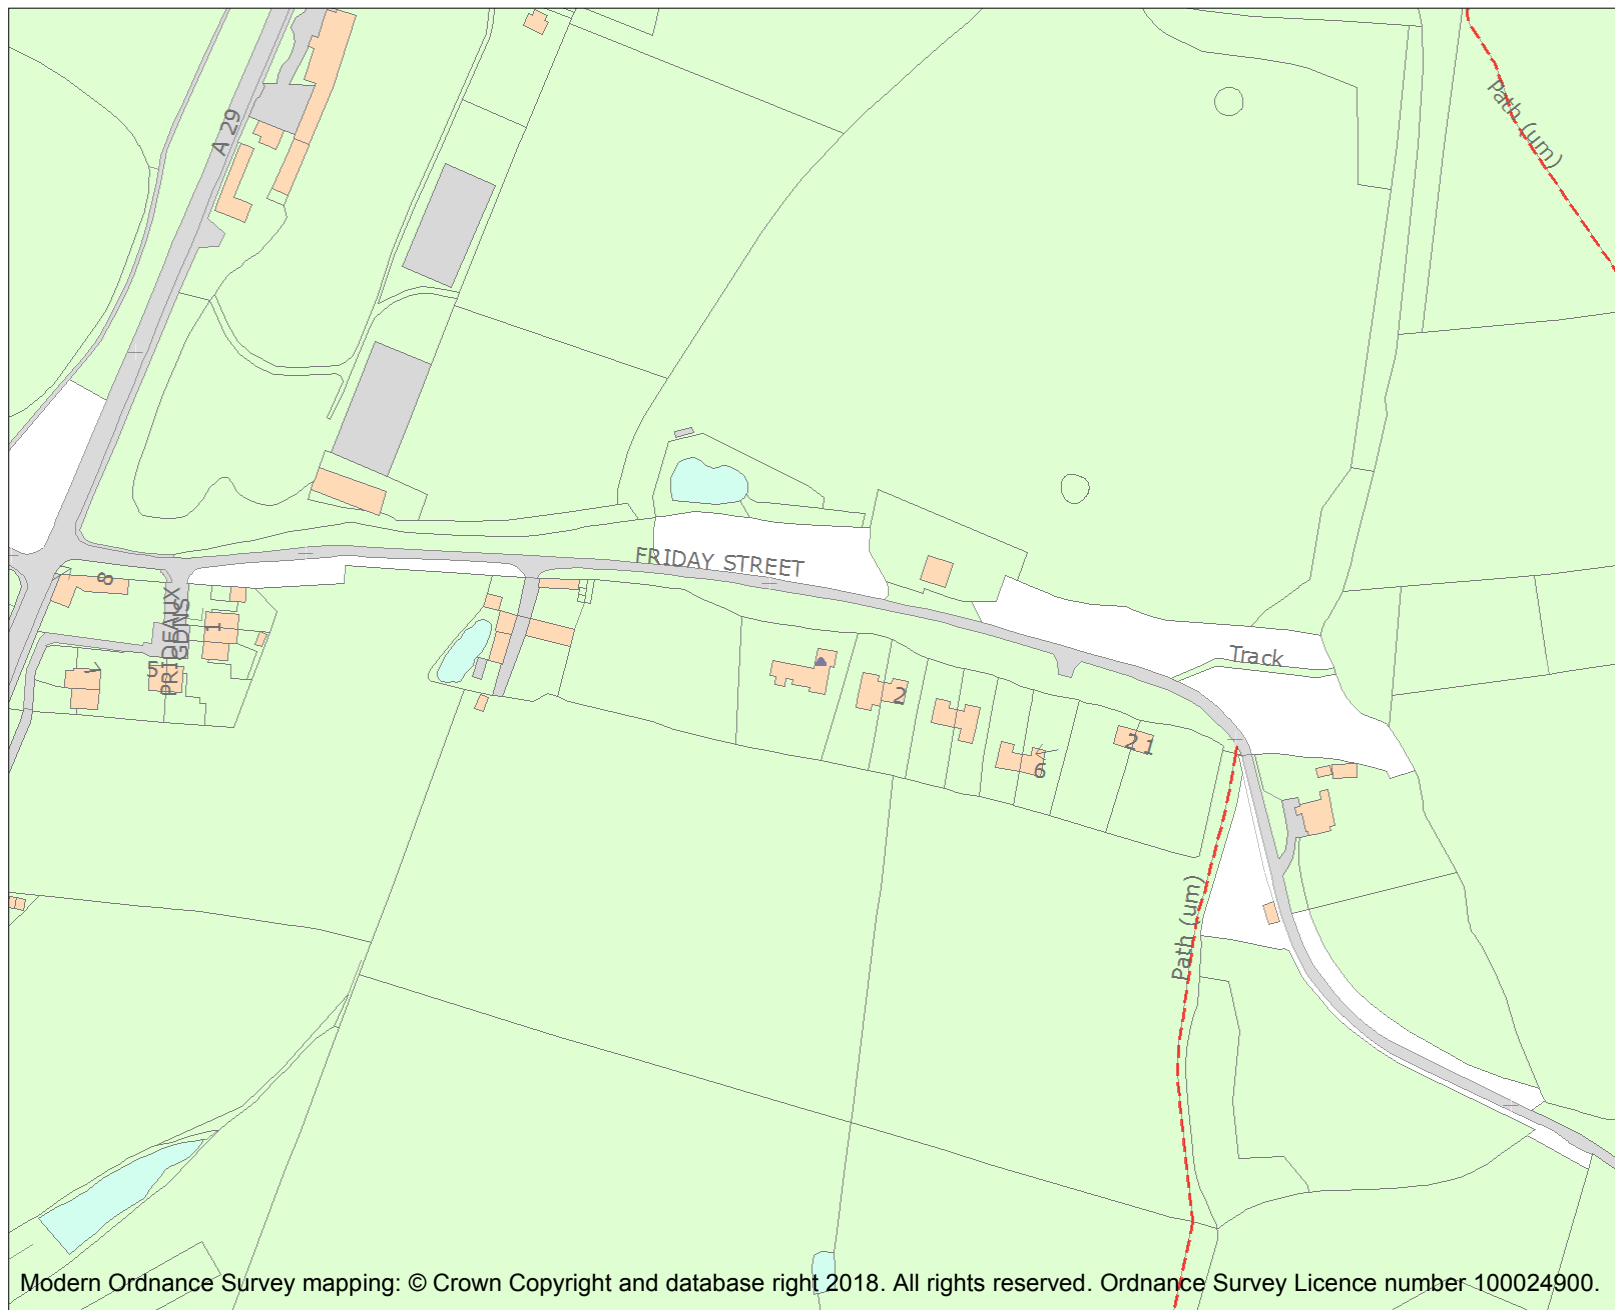 A 29
Path (um)
FRIDAY STREET
8
PRIDEAUX
GDNS
1
5
7
Track
2
6
21
Path (um)
Modern Ordnance Survey mapping: © Crown Copyright and database right 2018. All rights reserved. Ordnance Survey Licence number 100024900.